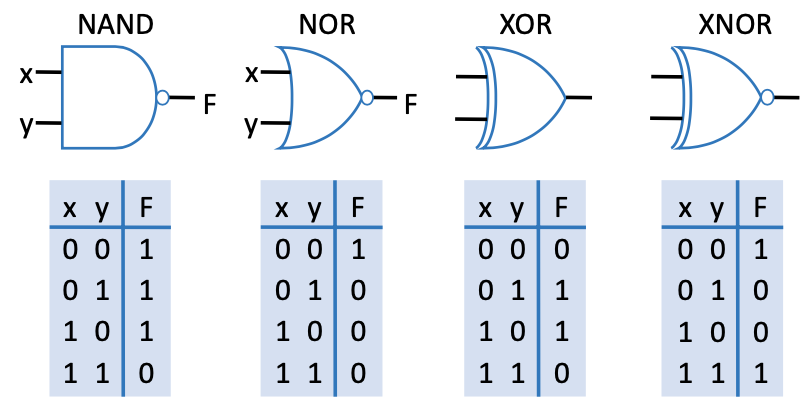 NAND NOR XOR XNOR
x x
F F
y y
x y F x y F x y F x y F
0 0 1 0 0 1 0 0 0 0 0 1
0 1 1 0 1 0 0 1 1 0 1 0
1 0 1 1 0 0 1 0 1 1 0 0
1 1 0 1 1 0 1 1 0 1 1 1